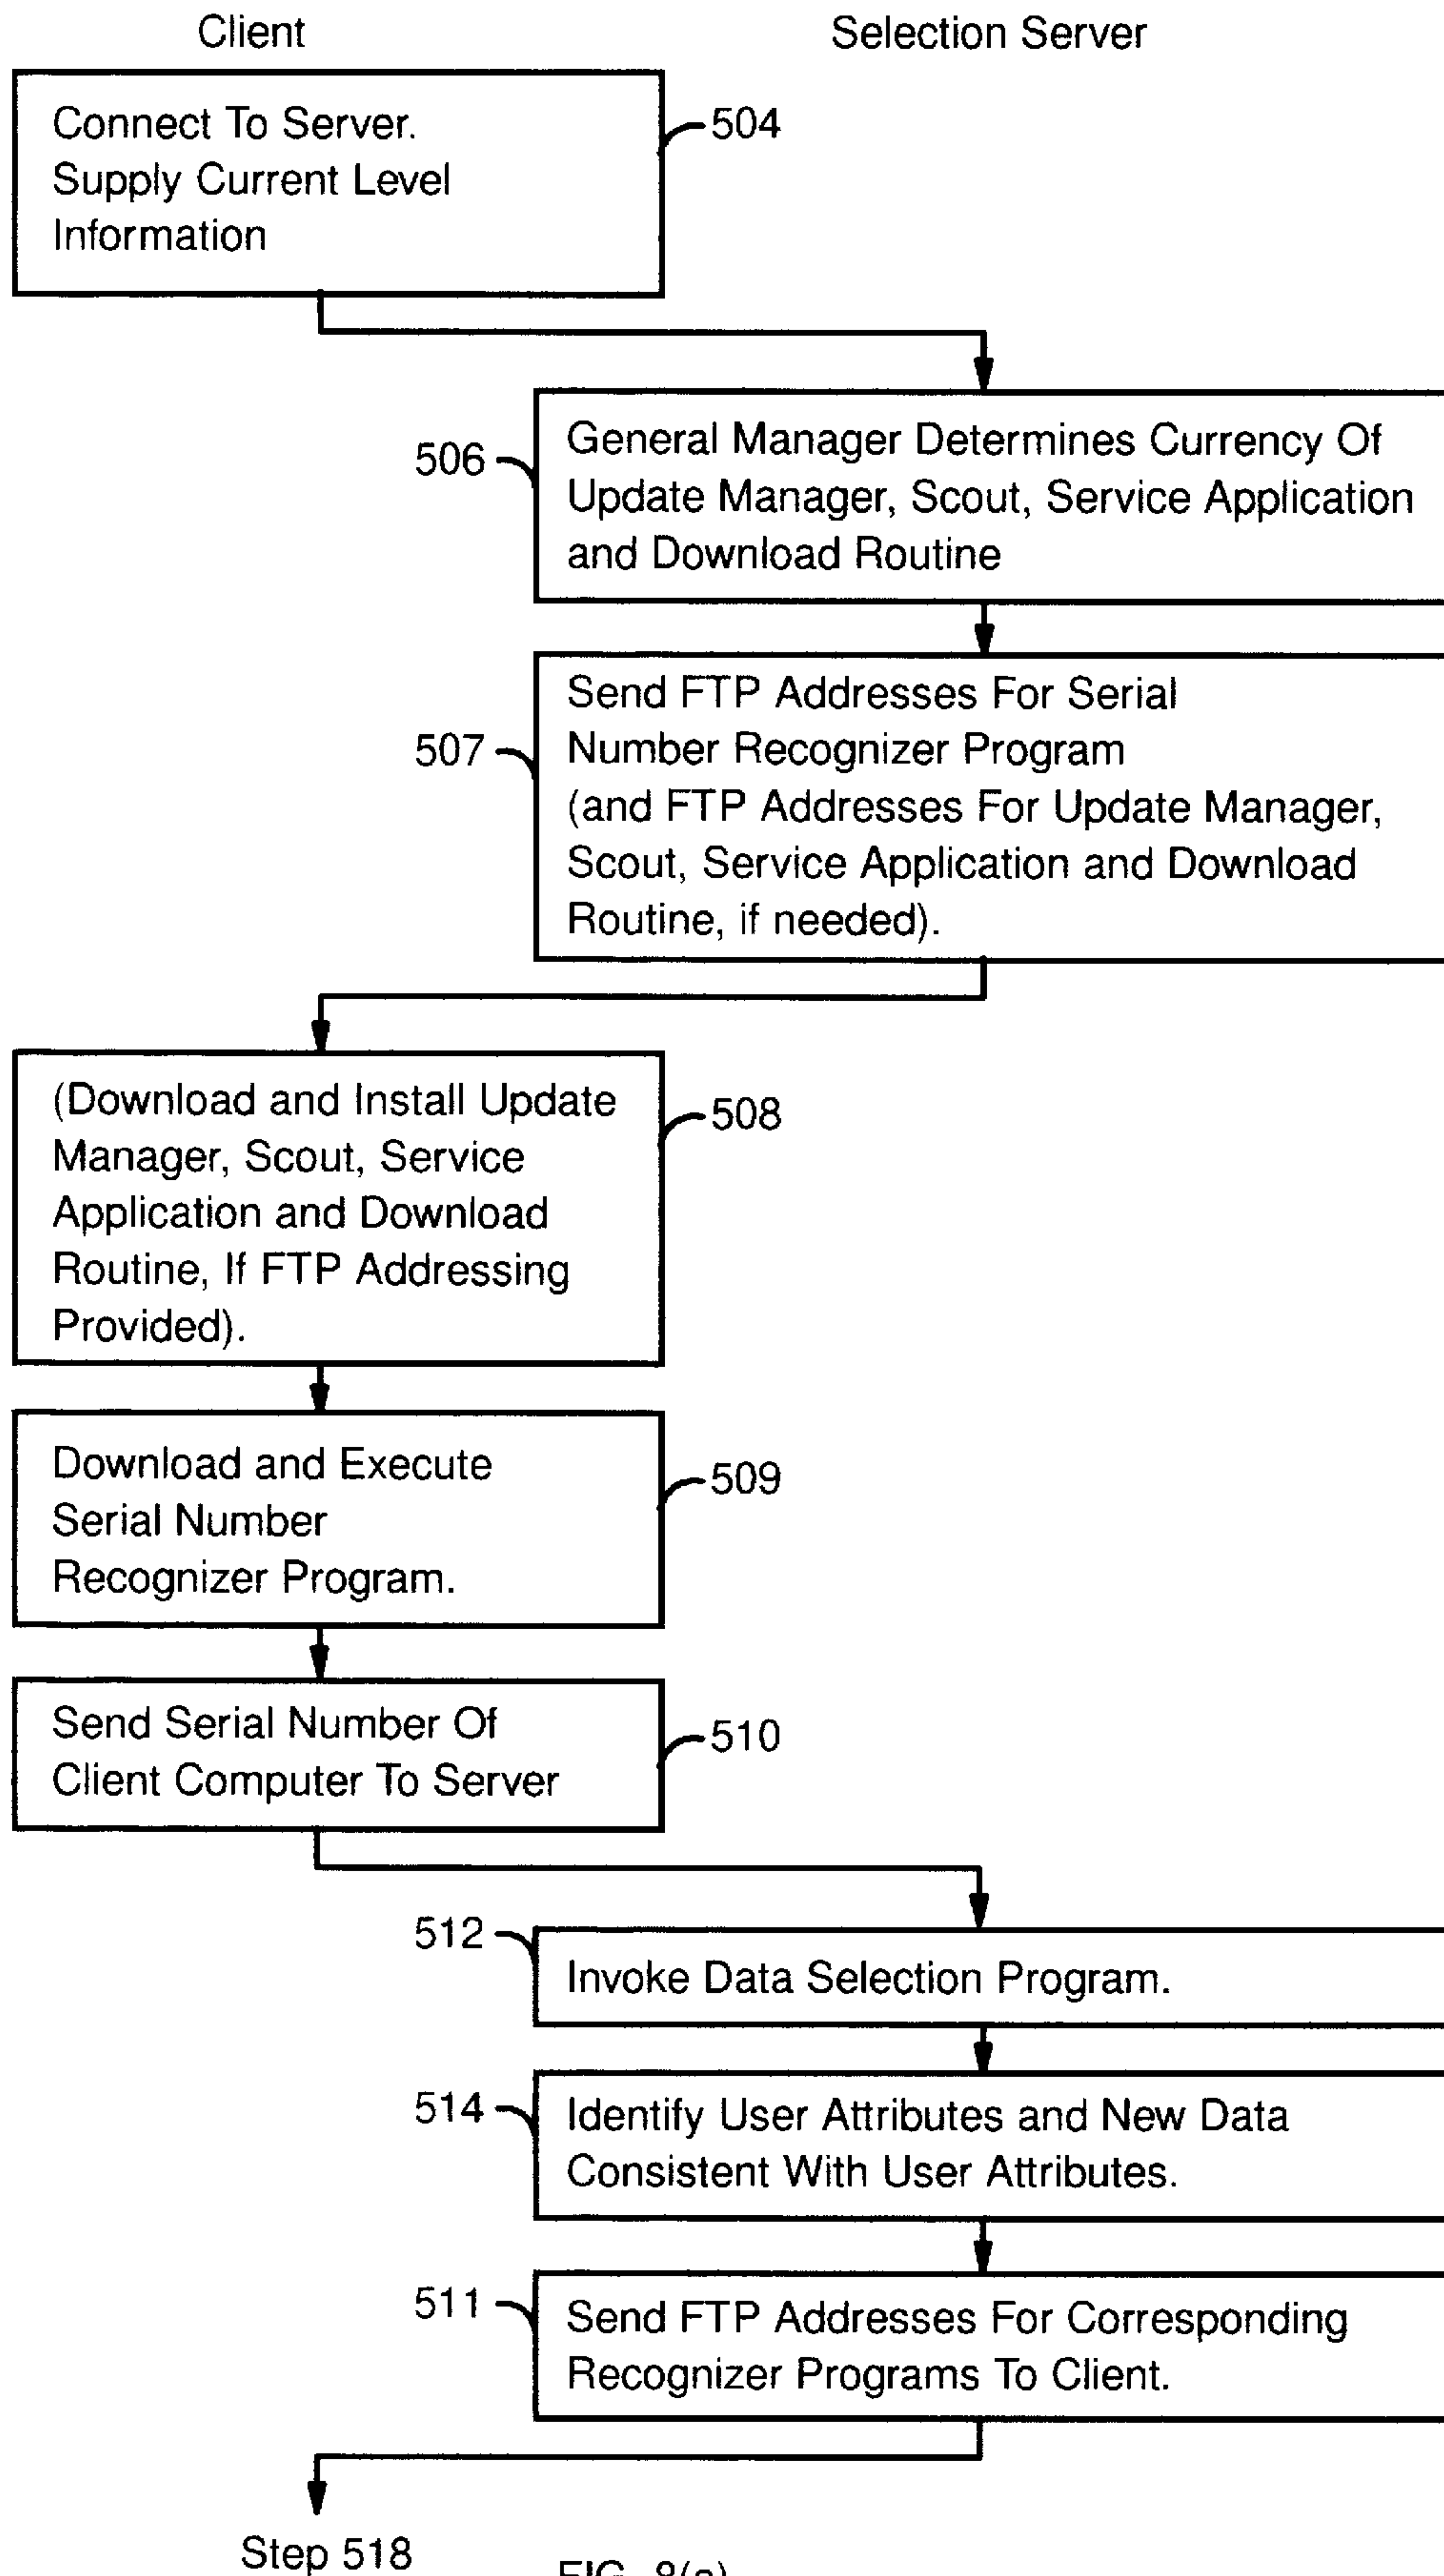 Client
Selection Server
Connect To Server.
Supply Current Level
Information
504
506
General Manager Determines Currency Of
Update Manager, Scout, Service Application
and Download Routine
507
Send FTP Addresses For Serial
Number Recognizer Program
(and FTP Addresses For Update Manager,
Scout, Service Application and Download
Routine, if needed).
(Download and Install Update
Manager, Scout, Service
Application and Download
Routine, If FTP Addressing
Provided).
508
Download and Execute
Serial Number
Recognizer Program.
509
Send Serial Number Of
Client Computer To Server
510
512
Invoke Data Selection Program.
514
Identify User Attributes and New Data
Consistent With User Attributes.
511
Send FTP Addresses For Corresponding
Recognizer Programs To Client.
Step 518
FIG. 8(a)